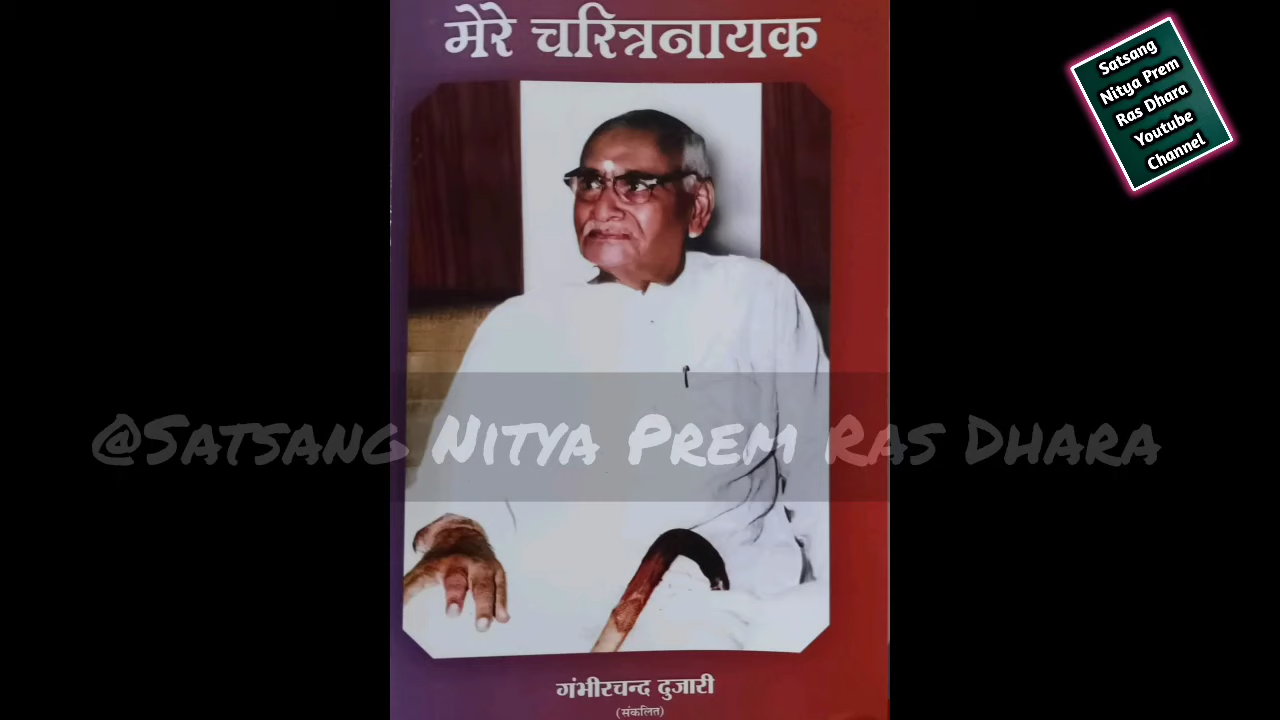 मेरे चरित्रनायक
Satsang
Nitya Prem
Ras Dhara
Youtube
Channel
@Satsang Nitya Prem Ras Dhara
गंभीरचन्द दुजारी
(संकलित)